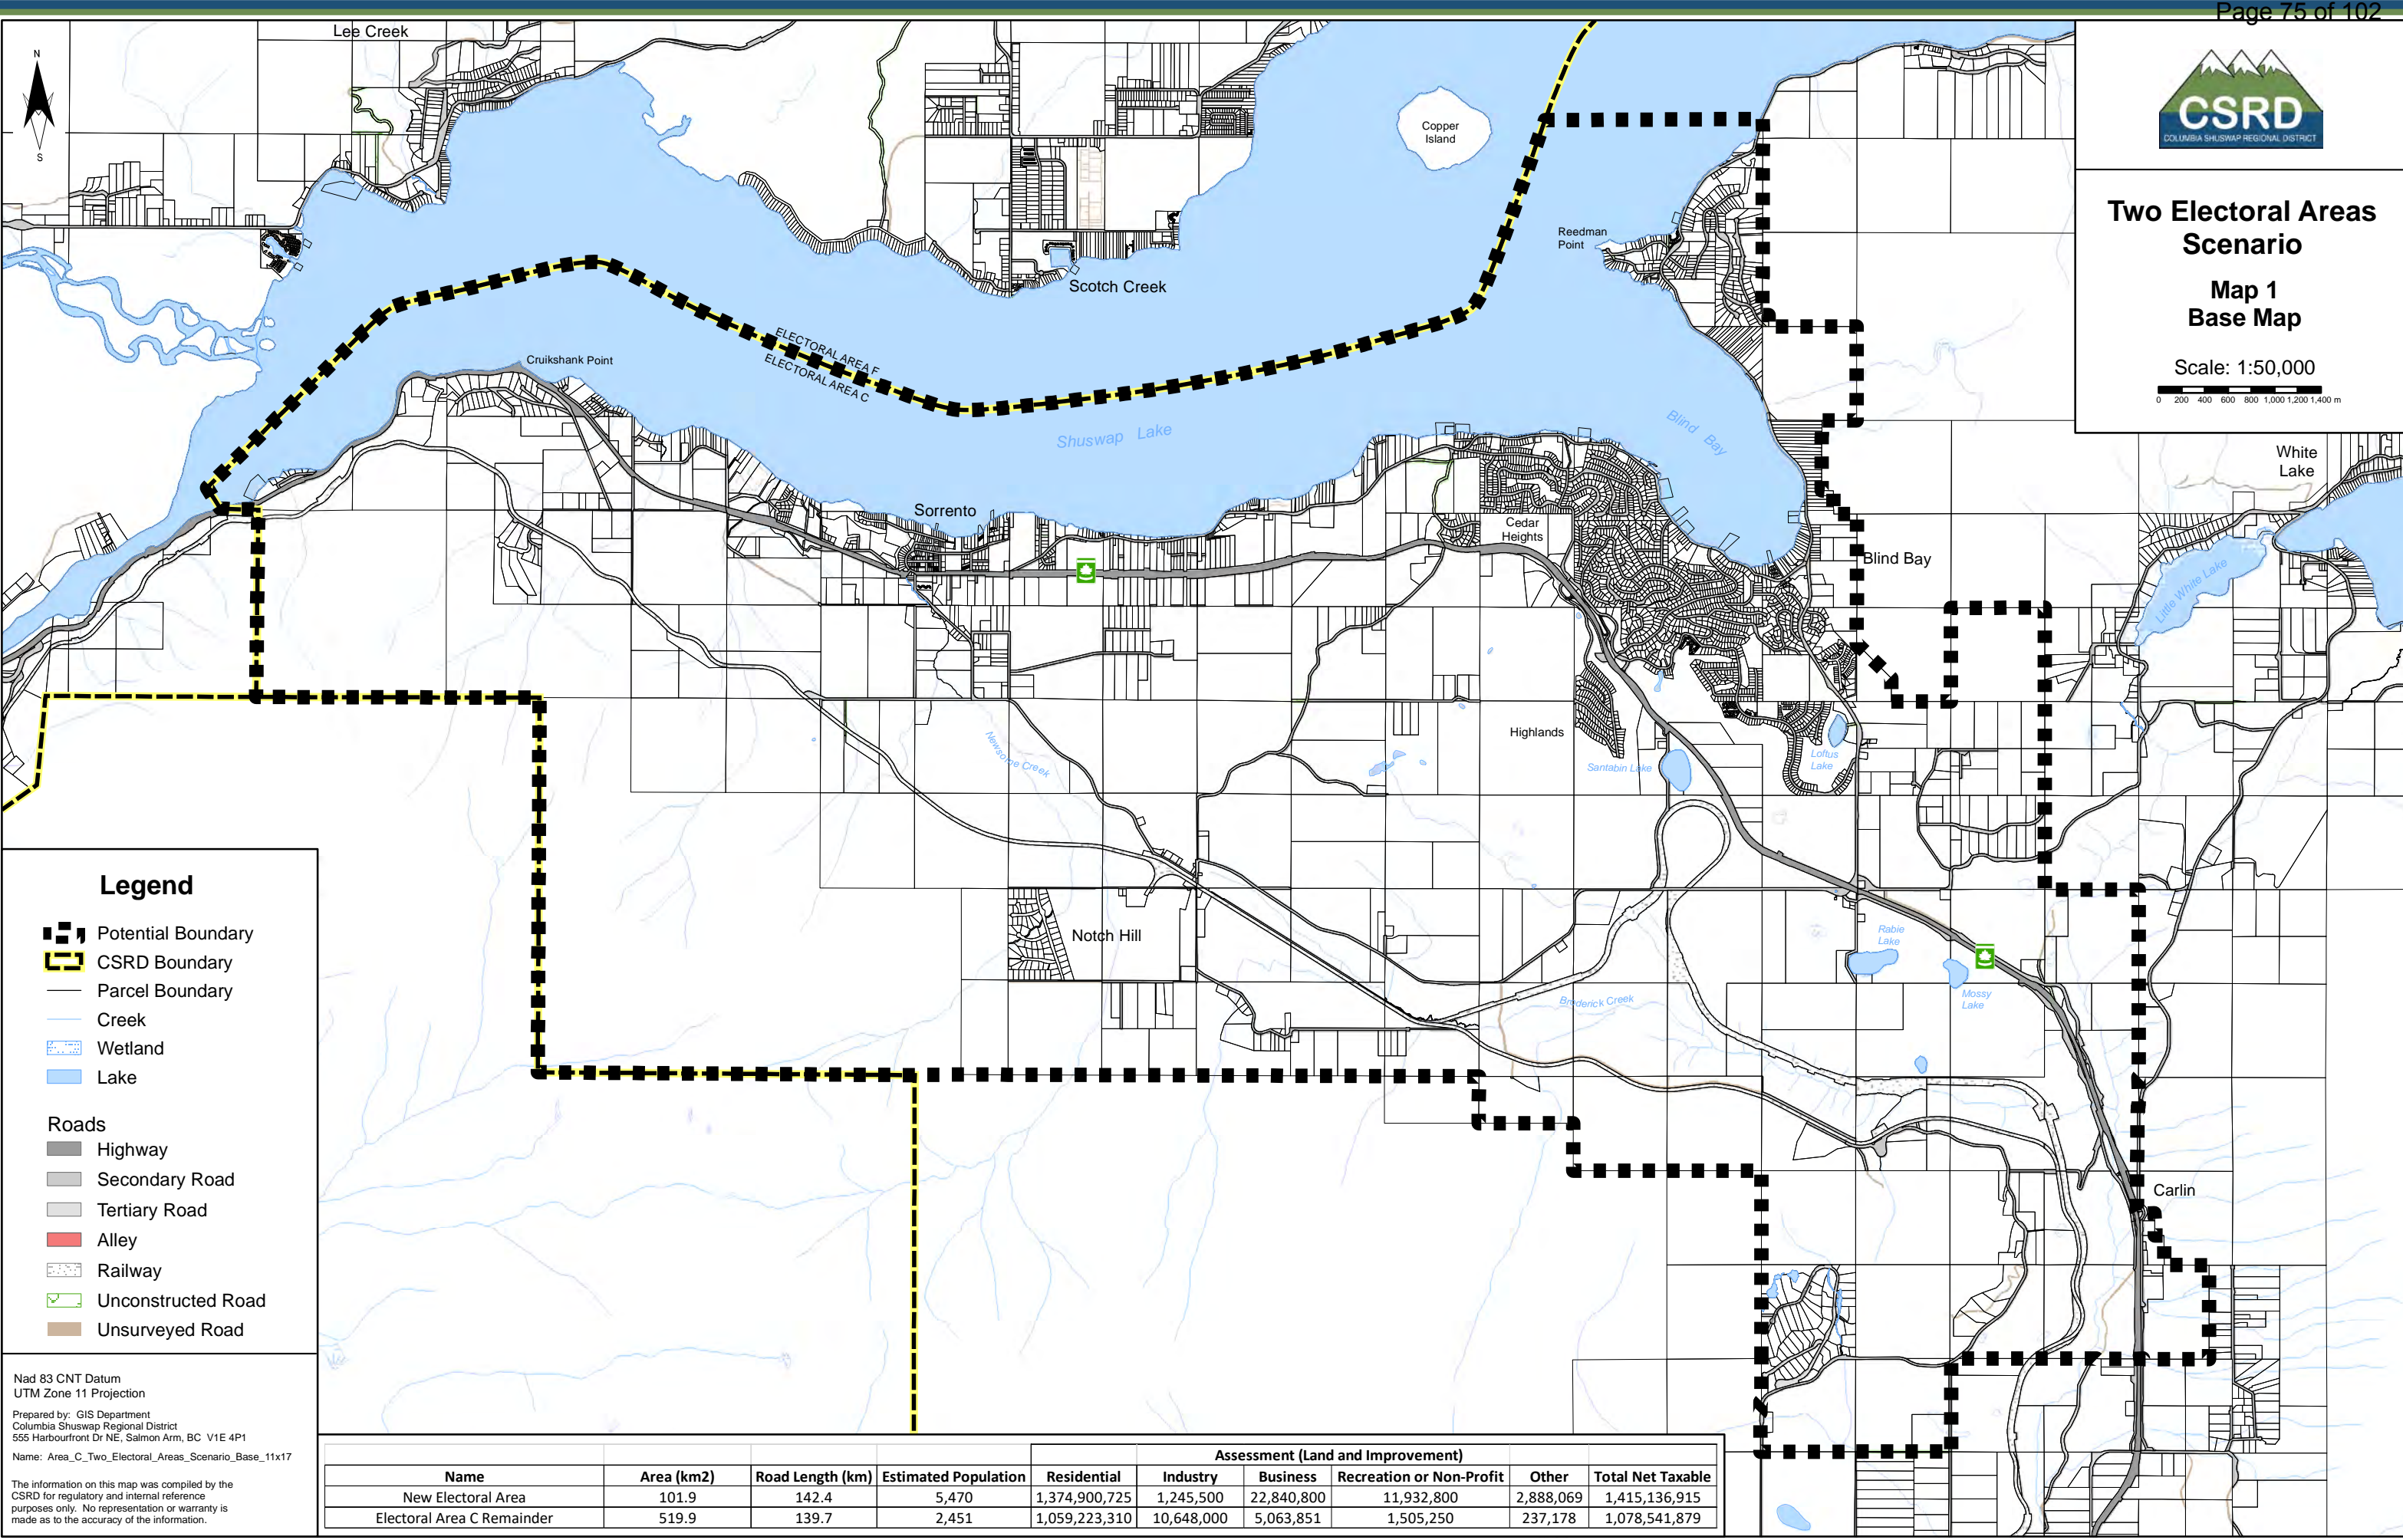 Page 75 of 102
Lee Creek
N
S
Copper
Island
CSRD
COLUMBIA SHUSWAP REGIONAL DISTRICT
Two Electoral Areas
Scenario
Map 1
Base Map
Scale: 1:50,000
0 200 400 600 800 1,000 1,200 1,400 m
Reedman
Point
Scotch Creek
ELECTORAL AREA F
ELECTORAL AREA C
Cruikshank Point
Shuswap Lake
Blind Bay
White
Lake
Sorrento
Cedar
Heights
Blind Bay
Little White Lake
Highlands
Newsome Creek
Santabin Lake
Loftus
Lake
Notch Hill
Rabie
Lake
Mossy
Lake
Broderick Creek
Carlin
Legend
Potential Boundary
CSRD Boundary
Parcel Boundary
Creek
Wetland
Lake
Roads
Highway
Secondary Road
Tertiary Road
Alley
Railway
Unconstructed Road
Unsurveyed Road
Nad 83 CNT Datum
UTM Zone 11 Projection
Prepared by: GIS Department
Columbia Shuswap Regional District
555 Harbourfront Dr NE, Salmon Arm, BC V1E 4P1
Name: Area_C_Two_Electoral_Areas_Scenario_Base_11x17
The information on this map was compiled by the
CSRD for regulatory and internal reference
purposes only. No representation or warranty is
made as to the accuracy of the information.
Assessment (Land and Improvement)
Name Area (km2) Road Length (km) Estimated Population Residential Industry Business Recreation or Non-Profit Other Total Net Taxable
New Electoral Area 101.9 142.4 5,470 1,374,900,725 1,245,500 22,840,800 11,932,800 2,888,069 1,415,136,915
Electoral Area C Remainder 519.9 139.7 2,451 1,059,223,310 10,648,000 5,063,851 1,505,250 237,178 1,078,541,879